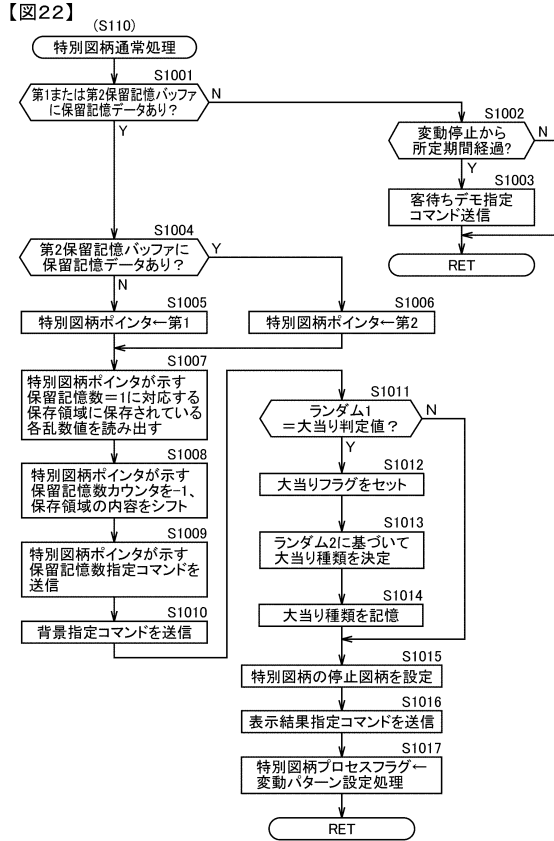 【図22】
(S110)
特別図柄通常処理
S1001
第1または第2保留記憶バッファ
に保留記憶データあり?
N
Y
S1002
変動停止から
所定期間経過?
N
Y
S1003
客待ちデモ指定
コマンド送信
RET
S1004
第2保留記憶バッファに
保留記憶データあり?
Y
N
S1005
特別図柄ポインタ←第1
S1006
特別図柄ポインタ←第2
S1007
特別図柄ポインタが示す
保留記憶数=1に対応する
保存領域に保存されている
各乱数値を読み出す
S1008
特別図柄ポインタが示す
保留記憶数カウンタを-1、
保存領域の内容をシフト
S1009
特別図柄ポインタが示す
保留記憶数指定コマンドを
送信
S1010
背景指定コマンドを送信
S1011
ランダム1
=大当り判定値?
N
Y
S1012
大当りフラグをセット
S1013
ランダム2に基づいて
大当り種類を決定
S1014
大当り種類を記憶
S1015
特別図柄の停止図柄を設定
S1016
表示結果指定コマンドを送信
S1017
特別図柄プロセスフラグ←
変動パターン設定処理
RET